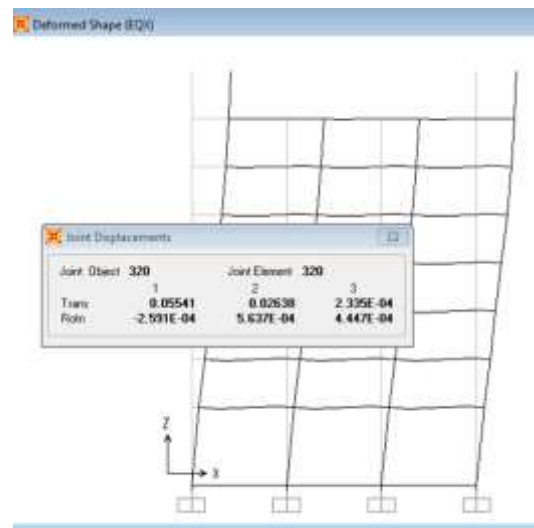 Deformed Shape (EQX)
Joint Displacements
Joint Object 320 Joint Element 320
1 2 3
Trans 0.05541 0.02638 2.335E-04
Rotn -2.591E-04 5.637E-04 4.447E-04
Z
X